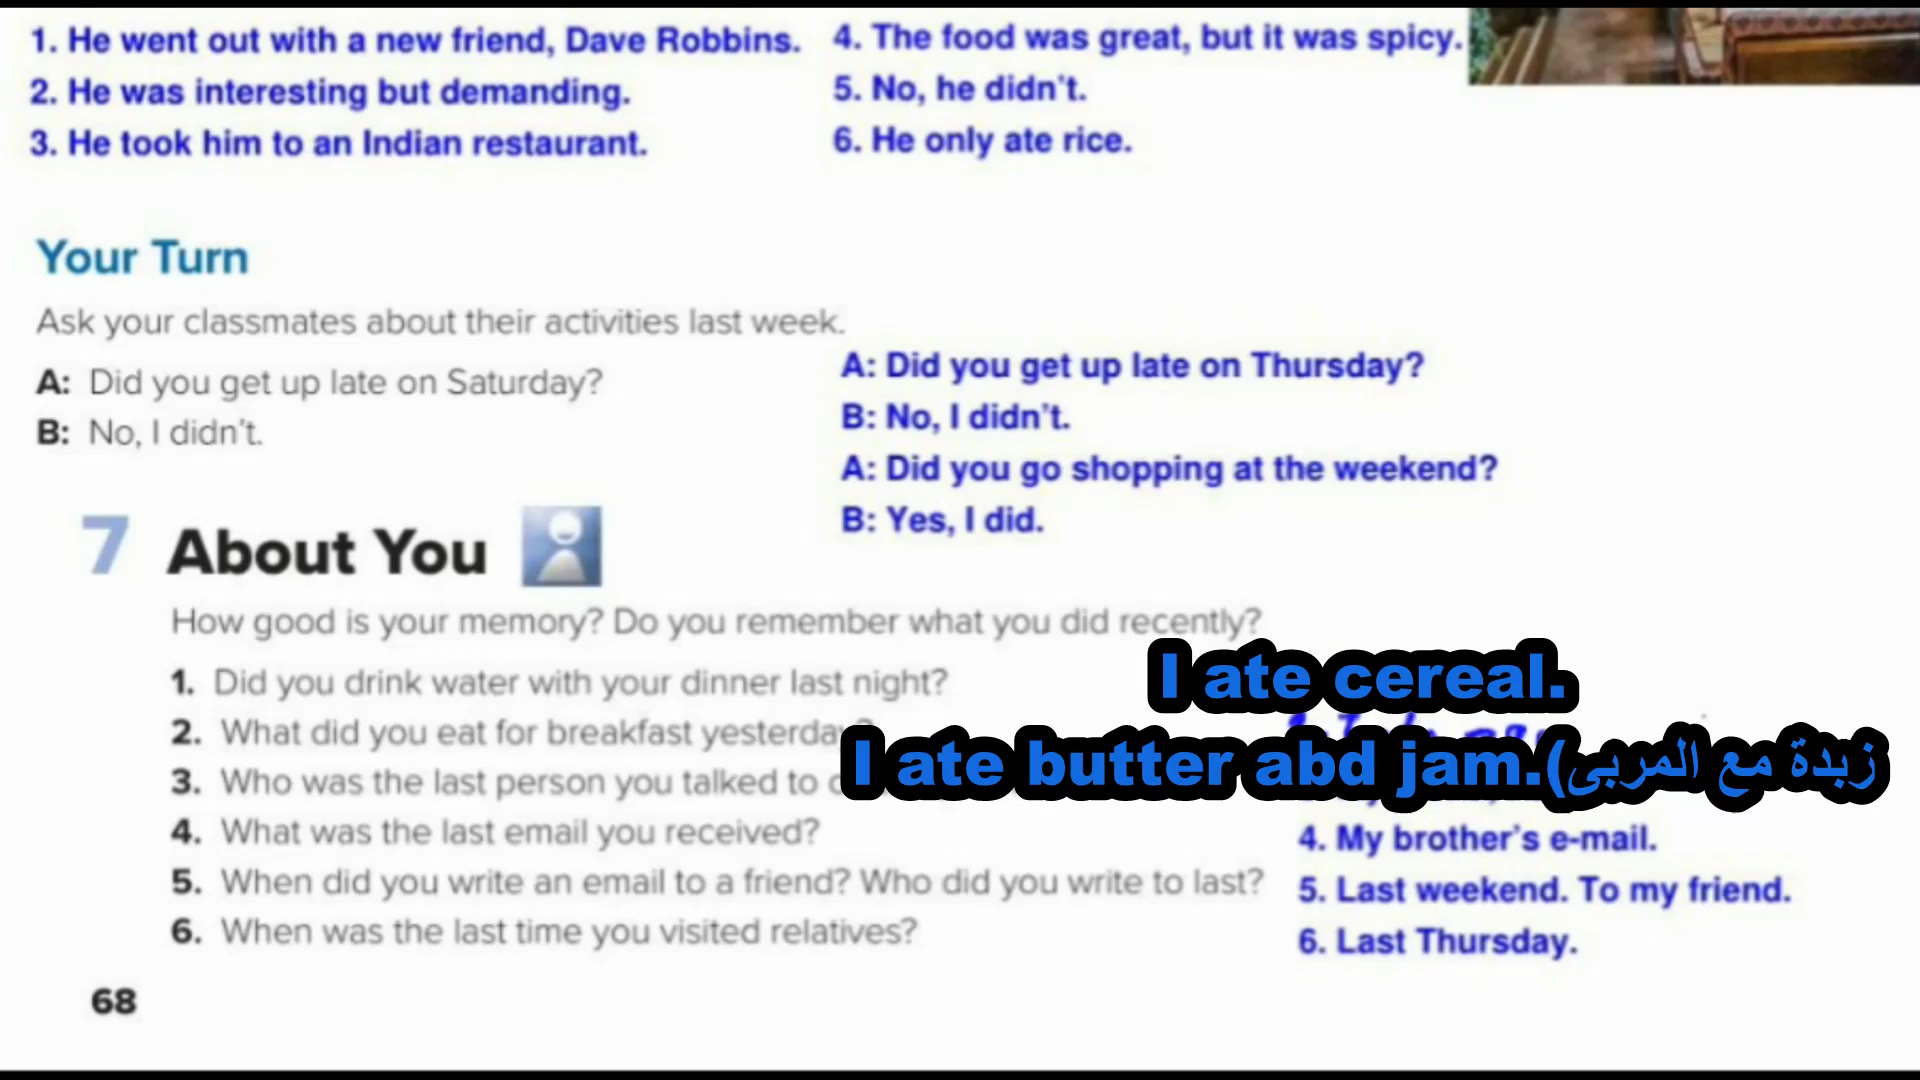 1. He went out with a new friend, Dave Robbins.
2. He was interesting but demanding.
3. He took him to an Indian restaurant.
4. The food was great, but it was spicy.
5. No, he didn't.
6. He only ate rice.
Your Turn
Ask your classmates about their activities last week.
A: Did you get up late on Saturday?
B: No, I didn't.
A: Did you get up late on Thursday?
B: No, I didn't.
A: Did you go shopping at the weekend?
B: Yes, I did.
7 About You
How good is your memory? Do you remember what you did recently?
1. Did you drink water with your dinner last night?
2. What did you eat for breakfast
3. Who was the last person you talked to
4. What was the last email you received?
5. When did you write an email to a friend? Who did you write to last?
6. When was the last time you visited relatives?
I ate cereal.
I ate butter abd jam.(زبدة مع المربى
4. My brother's e-mail.
5. Last weekend. To my friend.
6. Last Thursday.
68